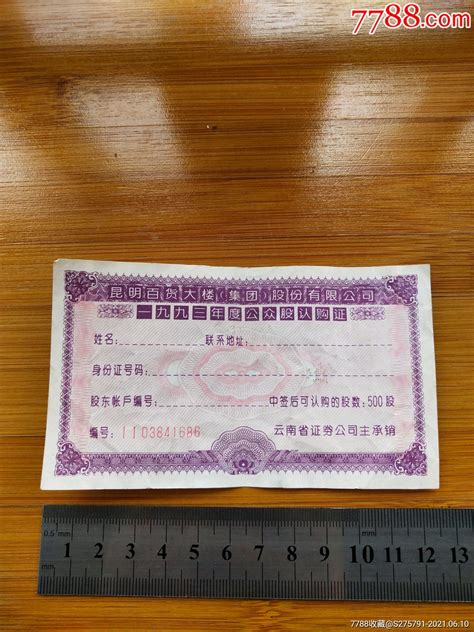 7788.com
昆明百货大楼(集团)股份有限公司
一九九三年度公众股认购证
姓名: 联系地址:
身份证号码:
股东帐户编号: 中签后可认购的股数:500股
编号: 1103841686 云南省证券公司主承销
0.5mm
mm 1 2 3 4 5 6 7 8 9 10 11 12 13
7788收藏@S275791-2021.06.10